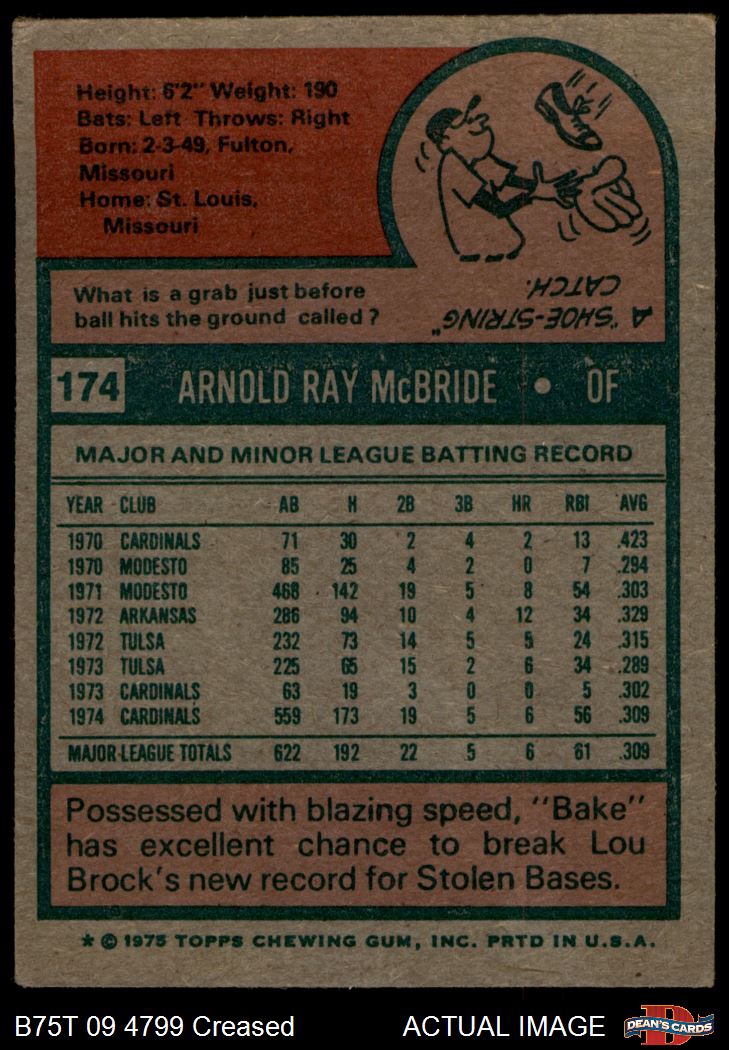 Height: 6'2" Weight: 190
Bats: Left Throws: Right
Born: 2-3-49, Fulton,
Missouri
Home: St. Louis,
Missouri
What is a grab just before
ball hits the ground called?
A "SHOE-STRING"
CATCH.
174 ARNOLD RAY McBRIDE • OF
MAJOR AND MINOR LEAGUE BATTING RECORD
YEAR CLUB AB H 2B 3B HR RBI AVG
1970 CARDINALS 71 30 2 4 2 13 .423
1970 MODESTO 85 25 4 2 0 7 .294
1971 MODESTO 468 142 19 5 8 54 .303
1972 ARKANSAS 286 94 10 4 12 34 .329
1972 TULSA 232 73 14 5 5 24 .315
1973 TULSA 225 65 15 2 6 34 .289
1973 CARDINALS 63 19 3 0 0 5 .302
1974 CARDINALS 559 173 19 5 6 56 .309
MAJOR LEAGUE TOTALS 622 192 22 5 6 61 .309
Possessed with blazing speed, "Bake"
has excellent chance to break Lou
Brock's new record for Stolen Bases.
* © 1975 TOPPS CHEWING GUM, INC. PRTD IN U.S.A.
B75T 09 4799 Creased ACTUAL IMAGE
DEAN'S CARDS